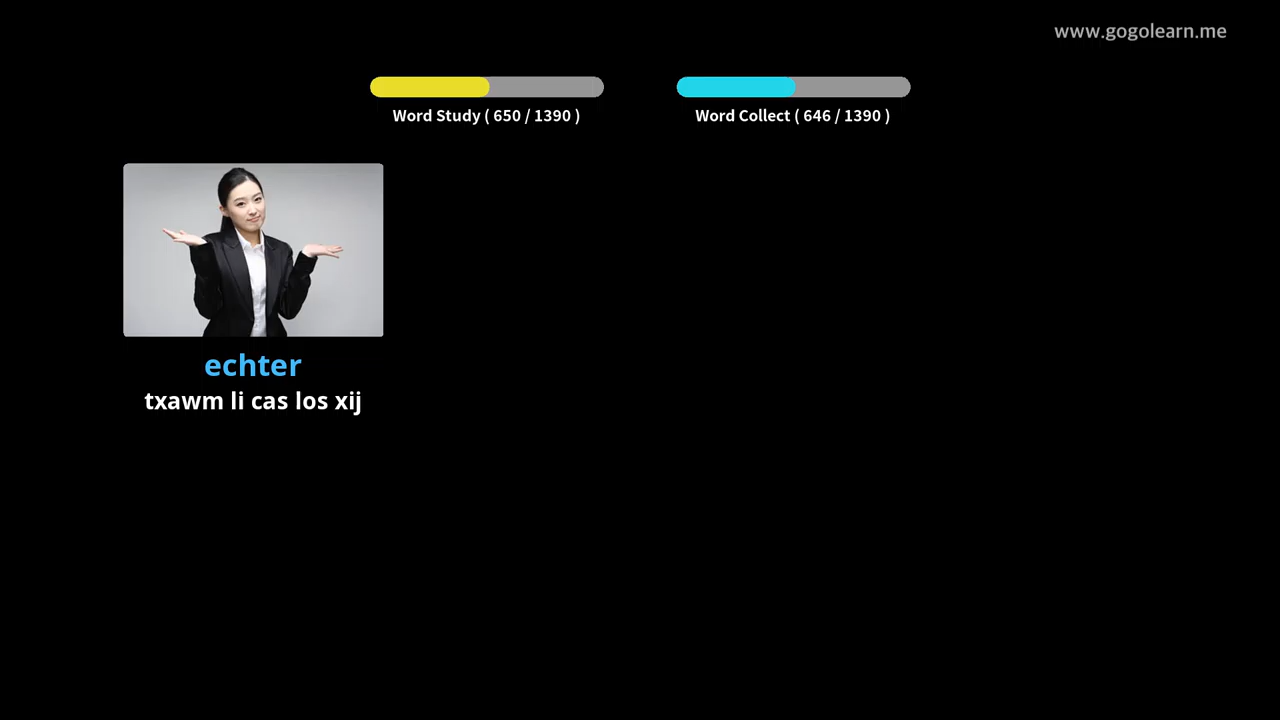 www.gogolearn.me
Word Study ( 650 / 1390 )
Word Collect ( 646 / 1390 )
echter
txawm li cas los xij